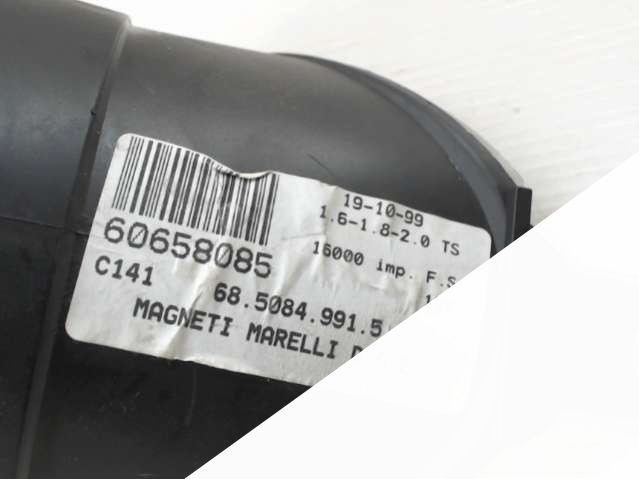 19-10-99
1.6-1.8-2.0 TS
60658085
16000 imp. F.S
C141
68.5084.991.5
MAGNETI MARELLI